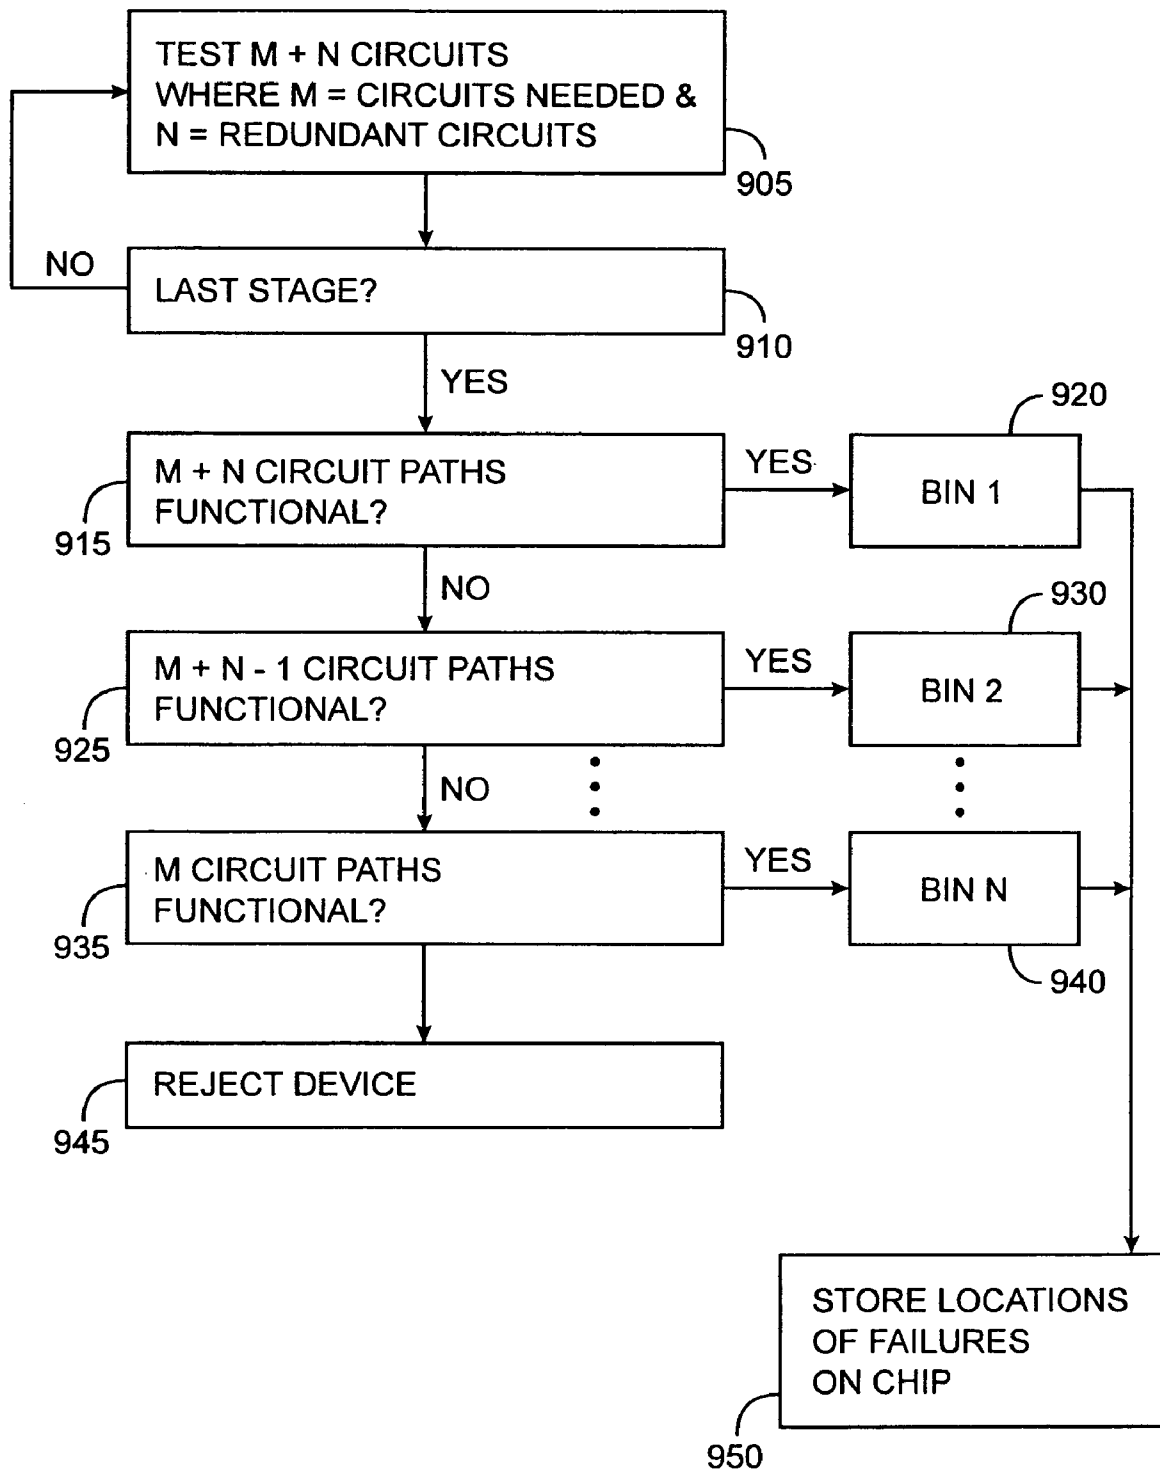 TEST M + N CIRCUITS
WHERE M = CIRCUITS NEEDED &
N = REDUNDANT CIRCUITS
905
NO
LAST STAGE?
910
YES
920
M + N CIRCUIT PATHS
FUNCTIONAL?
YES
BIN 1
915
NO
930
M + N - 1 CIRCUIT PATHS
FUNCTIONAL?
YES
BIN 2
925
NO
M CIRCUIT PATHS
FUNCTIONAL?
YES
BIN N
935
940
REJECT DEVICE
945
STORE LOCATIONS
OF FAILURES
ON CHIP
950